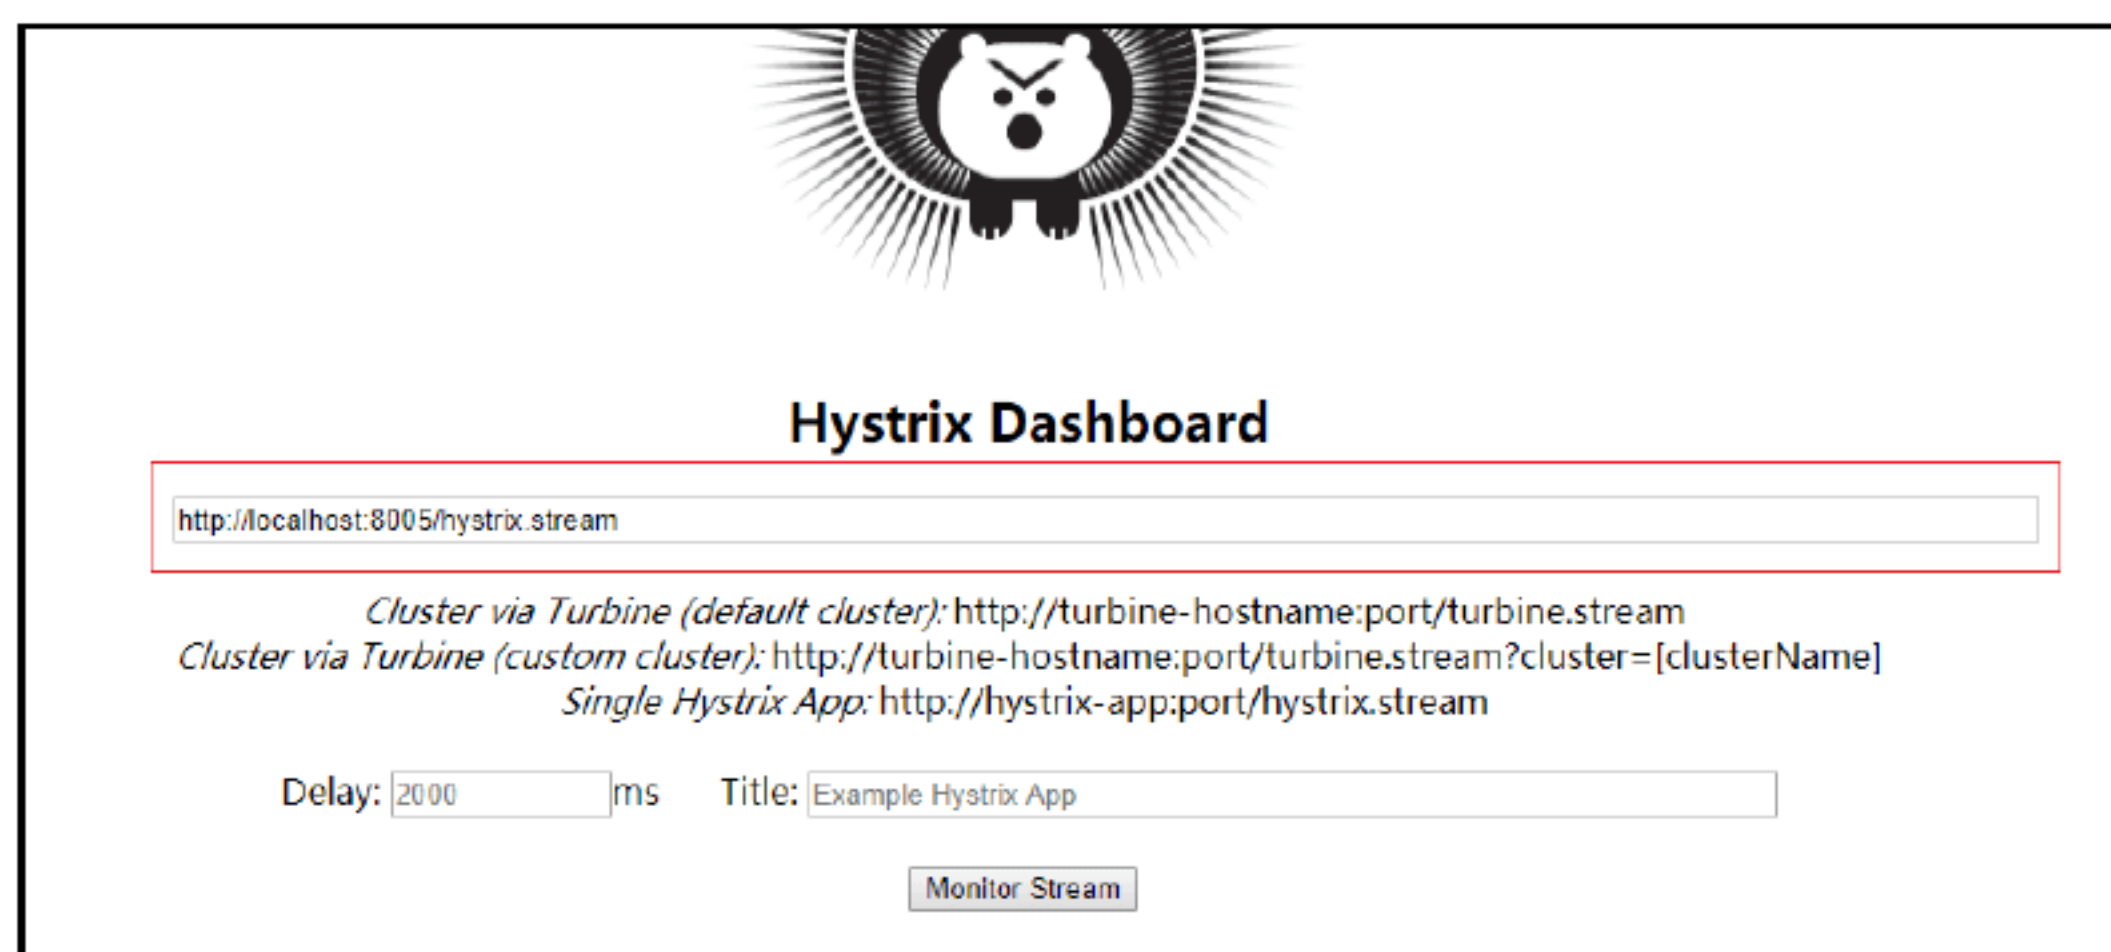 Hystrix Dashboard
http://localhost:8005/hystrix.stream
Cluster via Turbine (default cluster): http://turbine-hostname:port/turbine.stream
Cluster via Turbine (custom cluster): http://turbine-hostname:port/turbine.stream?cluster=[clusterName]
Single Hystrix App: http://hystrix-app:port/hystrix.stream
Delay: 2000 ms Title: Example Hystrix App
Monitor Stream